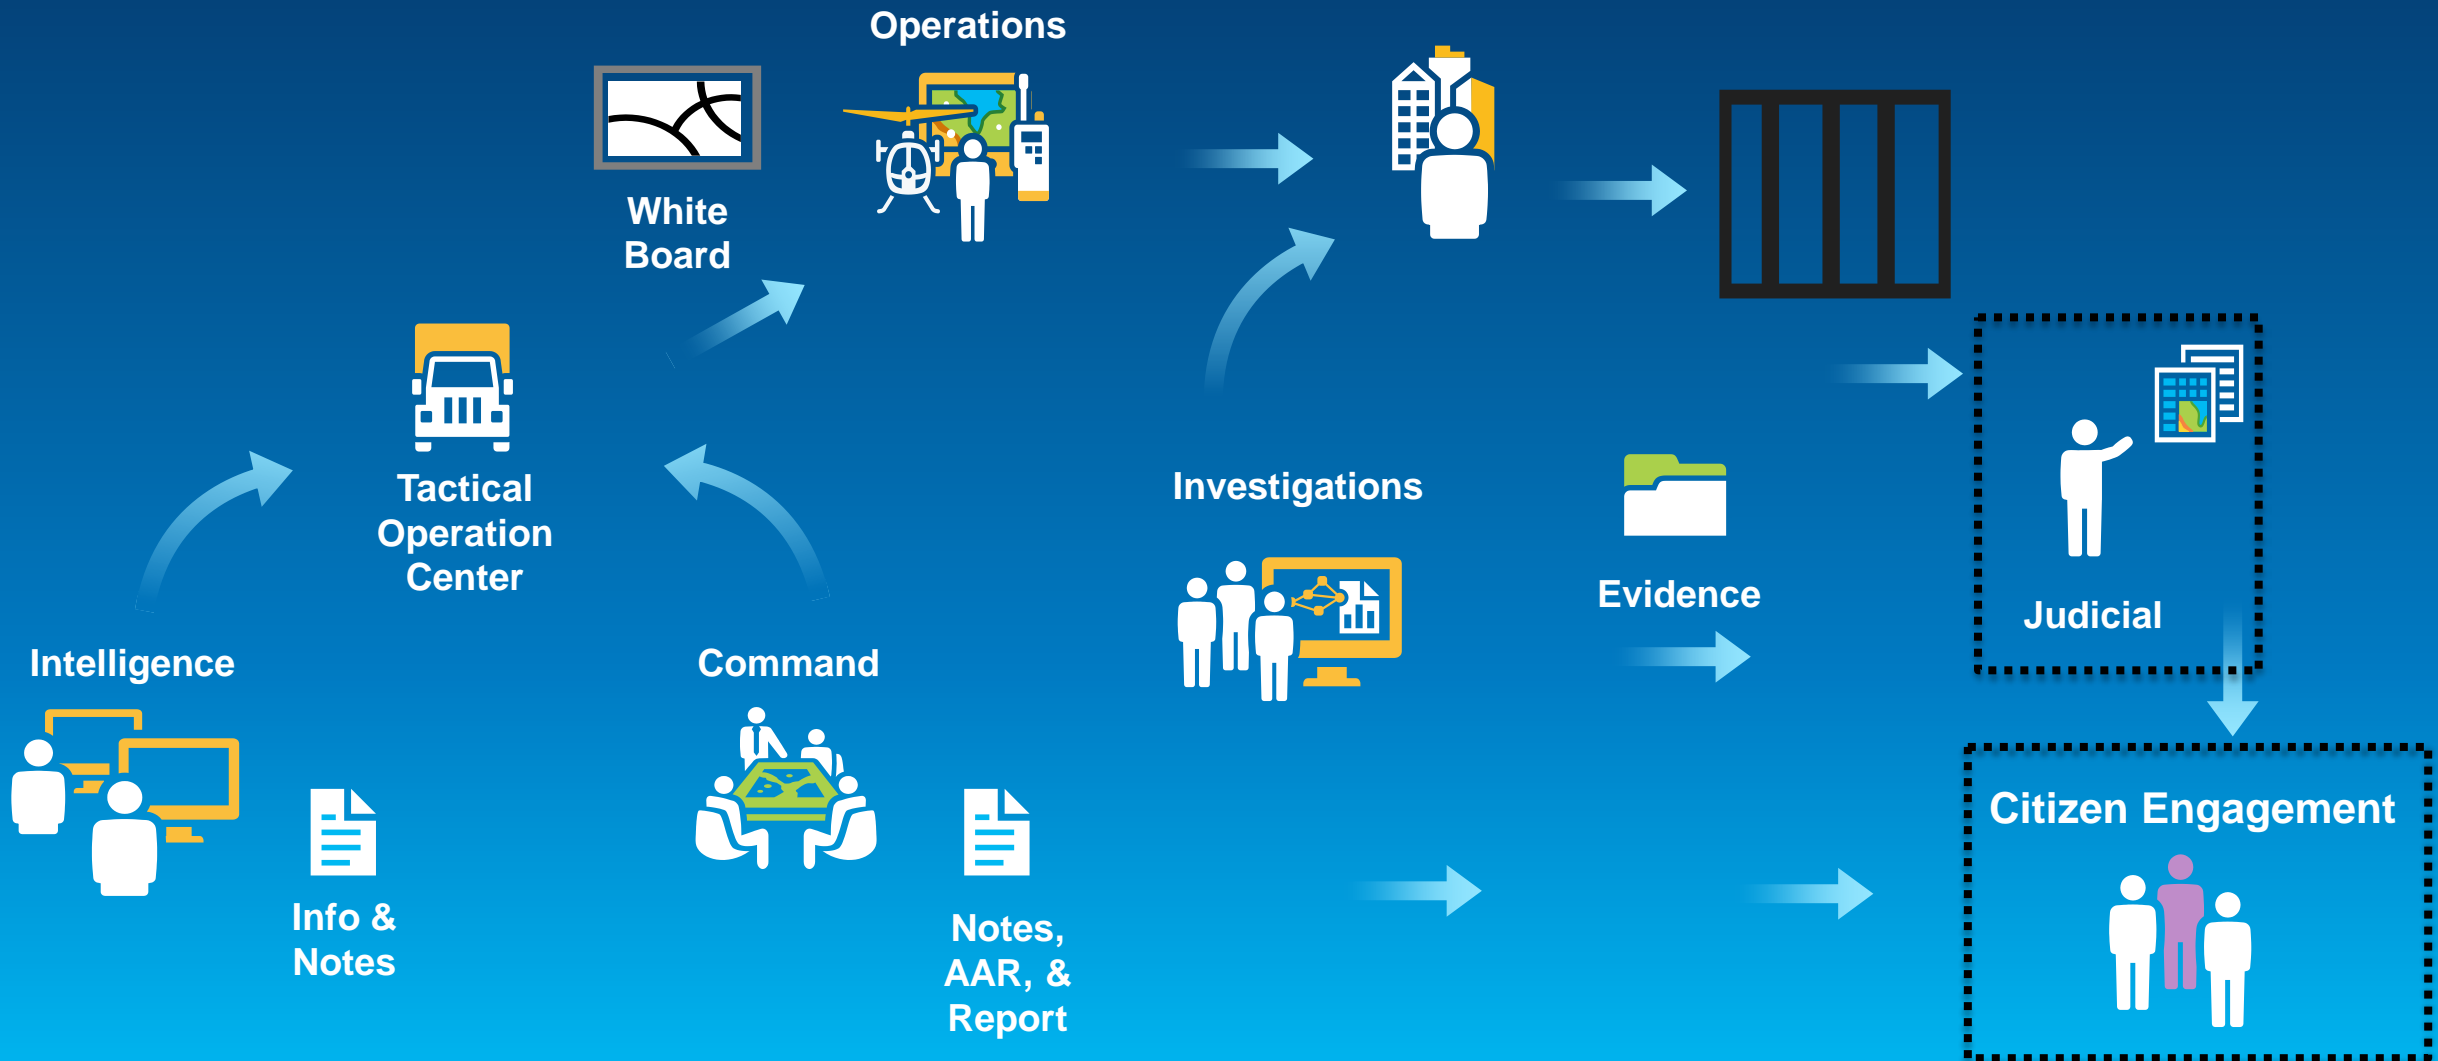 Operations
White
Board
Tactical
Operation
Center
Investigations
Evidence
Judicial
Intelligence
Command
Citizen Engagement
Info &
Notes
Notes,
AAR, &
Report